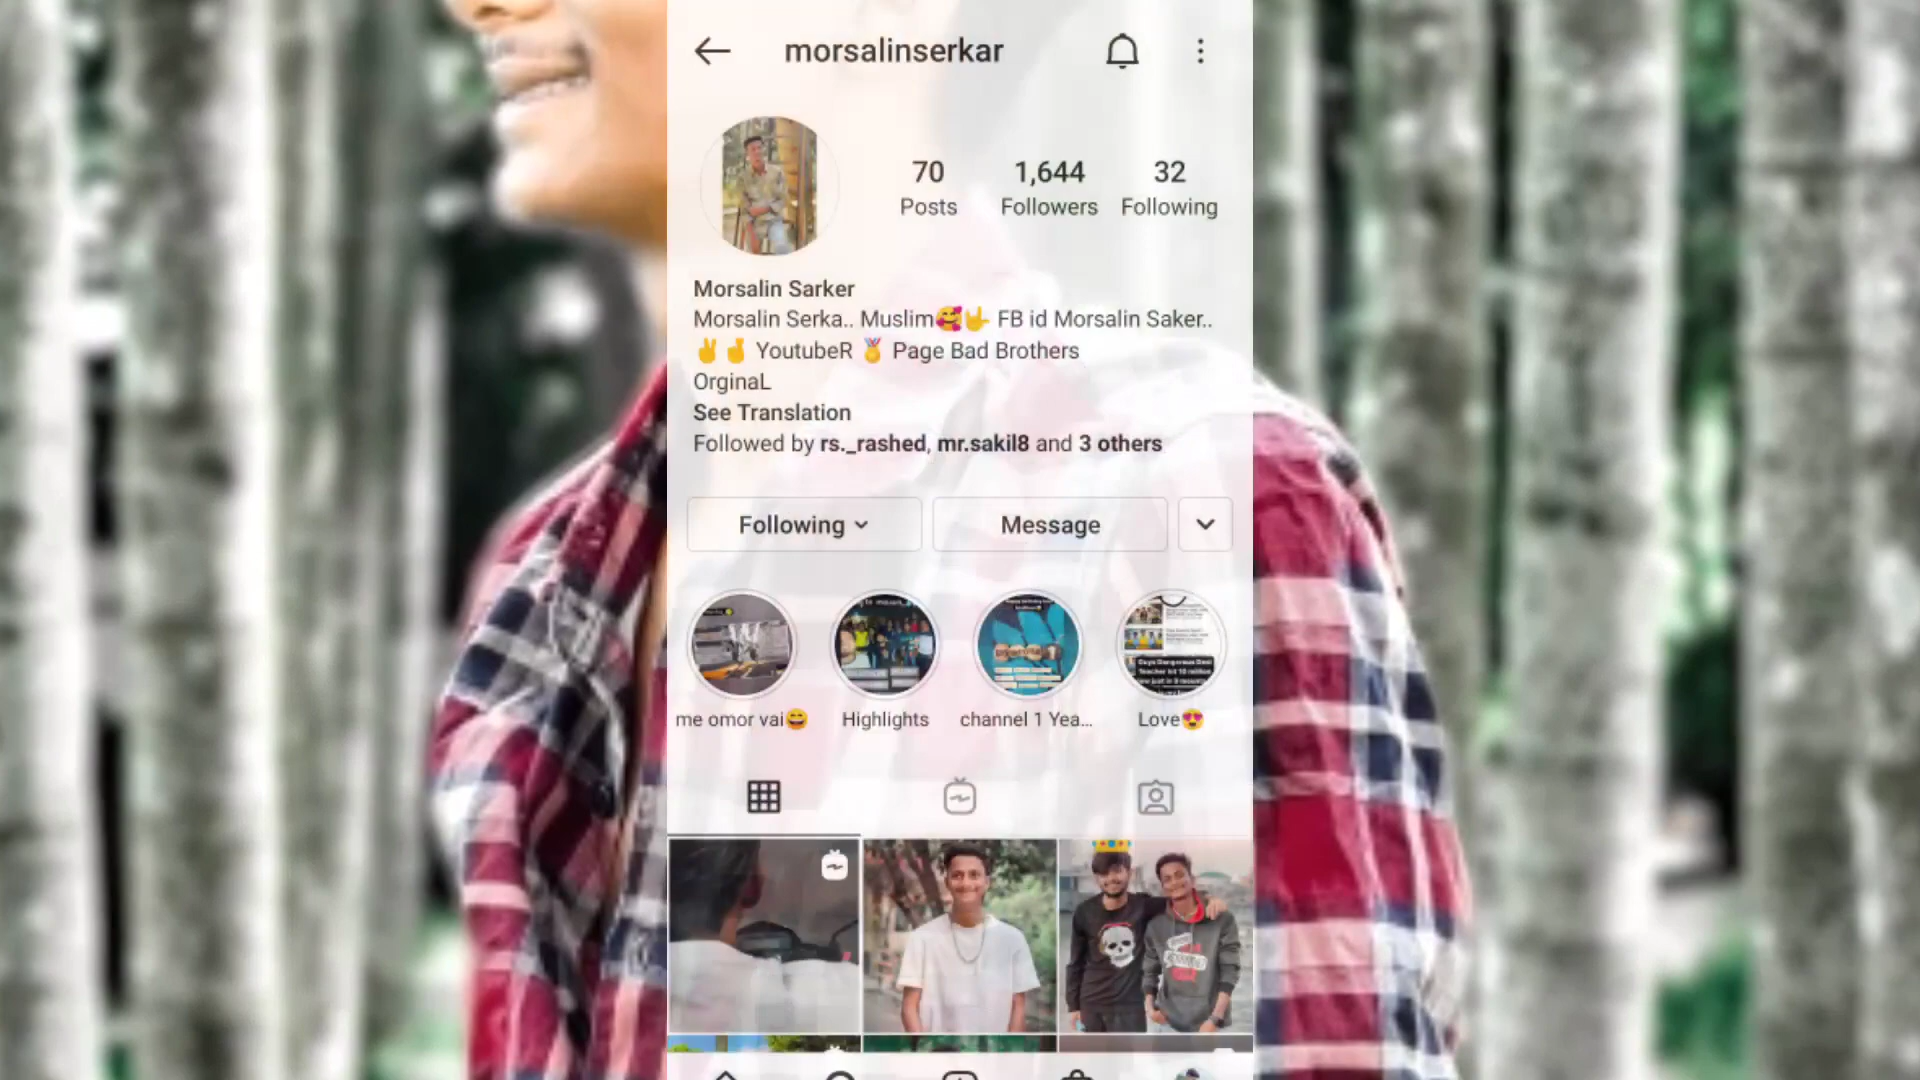 morsalinserkar
70 1,644 32
Posts Followers Following
Morsalin Sarker
Morsalin Serka.. Muslim🥰🤟 FB id Morsalin Saker..
✌️🤞 YoutubeR 🏅 Page Bad Brothers
OrginaL
See Translation
Followed by rs._rashed, mr.sakil8 and 3 others
Following Message
me omor vai😄 Highlights channel 1 Yea... Love😍